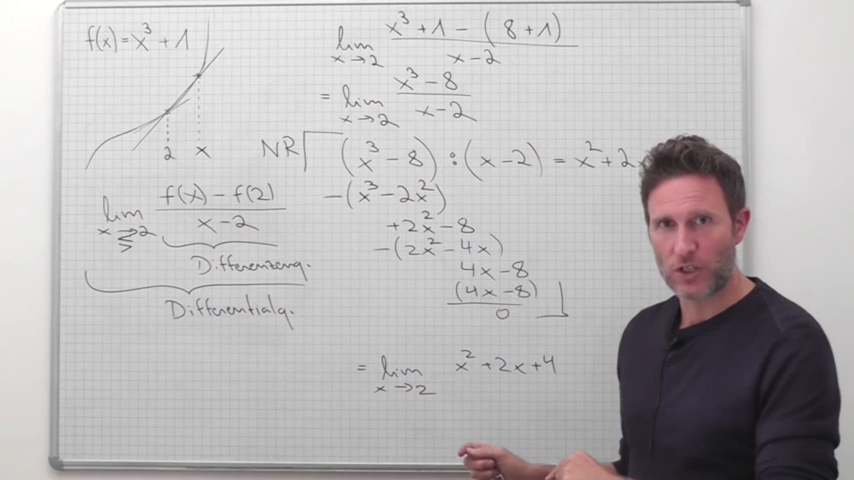 f(x) = x³ + 1
2 x
lim x→2 (f(x) − f(2)) / (x − 2)
Differenzenq.
Differentialq.
lim x→2 (x³ + 1 − (8 + 1)) / (x − 2)
= lim x→2 (x³ − 8) / (x − 2)
NR (x³ − 8) : (x − 2) = x² + 2x
−(x³ − 2x²)
+2x² − 8
−(2x² − 4x)
4x − 8
(4x − 8)
0
= lim x→2 x² + 2x + 4